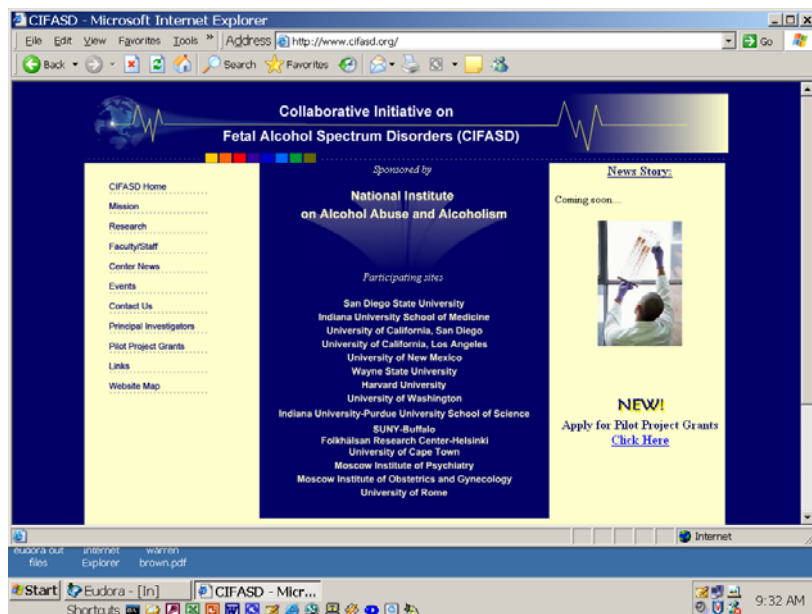 CIFASD - Microsoft Internet Explorer
File Edit View Favorites Tools » Address http://www.cifasd.org/ Go
Back Search Favorites
Collaborative Initiative on
Fetal Alcohol Spectrum Disorders (CIFASD)
CIFASD Home
Mission
Research
Faculty/Staff
Center News
Events
Contact Us
Principal Investigators
Pilot Project Grants
Links
Website Map
Sponsored by
National Institute
on Alcohol Abuse and Alcoholism
Participating sites
San Diego State University
Indiana University School of Medicine
University of California, San Diego
University of California, Los Angeles
University of New Mexico
Wayne State University
Harvard University
University of Washington
Indiana University-Purdue University School of Science
SUNY-Buffalo
Folkhälsan Research Center-Helsinki
University of Cape Town
Moscow Institute of Psychiatry
Moscow Institute of Obstetrics and Gynecology
University of Rome
News Story:
Coming soon....
NEW!
Apply for Pilot Project Grants
Click Here
Internet
eudora out internet warren
files Explorer brown.pdf
Start Eudora - [In] CIFASD - Micr...
Shortcuts 9:32 AM